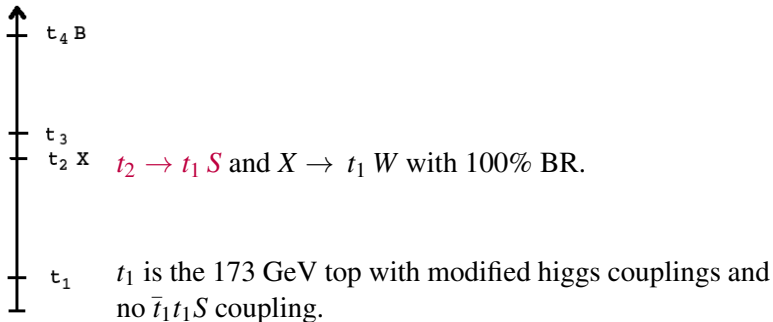 t₄ B
t₃
t₂ X t₂ → t₁ S and X → t₁ W with 100% BR.
t₁ t₁ is the 173 GeV top with modified higgs couplings and
no t̄₁t₁S coupling.